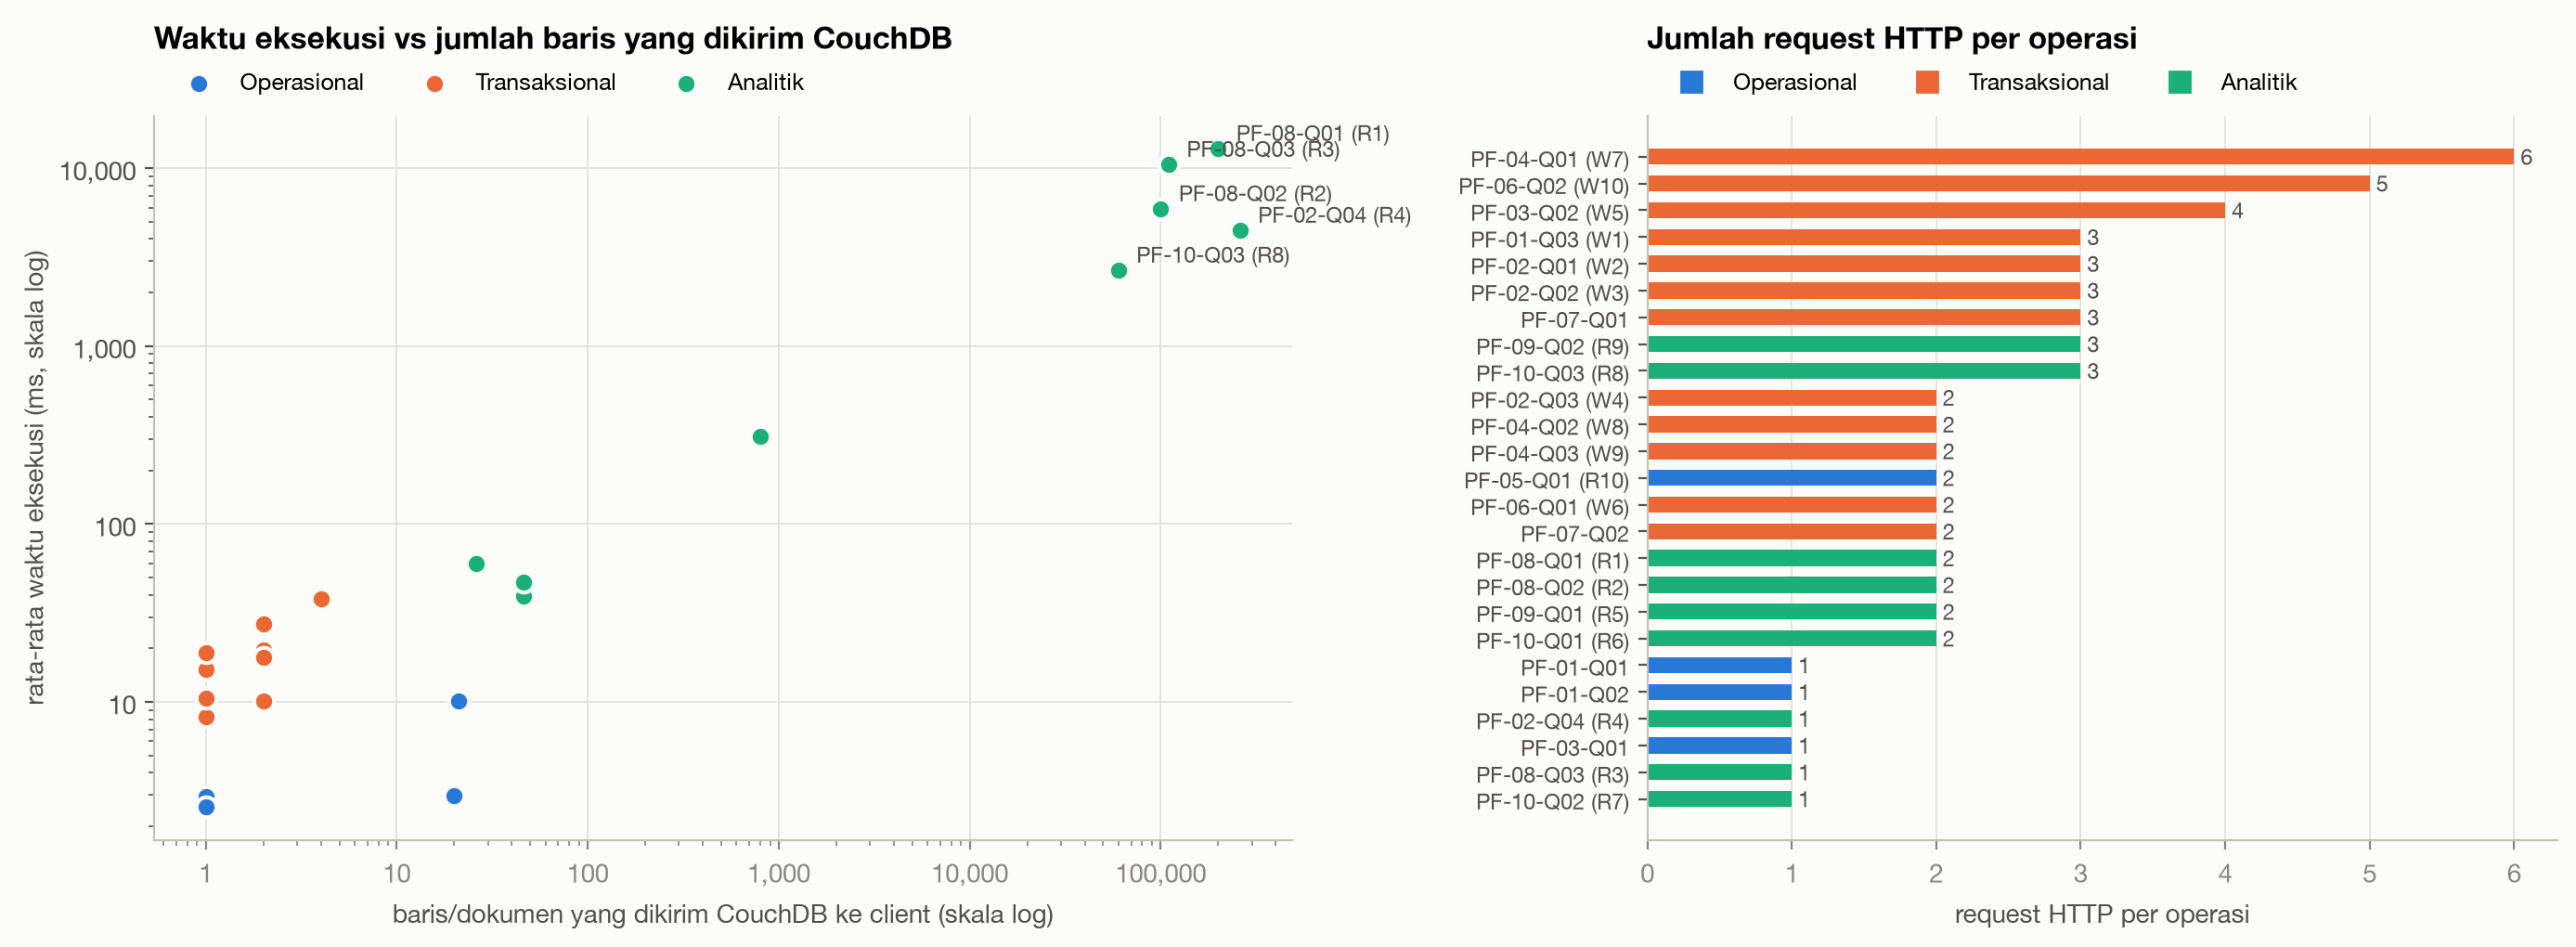 Waktu eksekusi vs jumlah baris yang dikirim CouchDB
Operasional
Transaksional
Analitik
rata-rata waktu eksekusi (ms, skala log)
10,000
1,000
100
10
PF-08-Q01 (R1)
PF-08-Q03 (R3)
PF-08-Q02 (R2)
PF-02-Q04 (R4)
PF-10-Q03 (R8)
1
10
100
1,000
10,000
100,000
baris/dokumen yang dikirim CouchDB ke client (skala log)
Jumlah request HTTP per operasi
Operasional
Transaksional
Analitik
PF-04-Q01 (W7) 6
PF-06-Q02 (W10) 5
PF-03-Q02 (W5) 4
PF-01-Q03 (W1) 3
PF-02-Q01 (W2) 3
PF-02-Q02 (W3) 3
PF-07-Q01 3
PF-09-Q02 (R9) 3
PF-10-Q03 (R8) 3
PF-02-Q03 (W4) 2
PF-04-Q02 (W8) 2
PF-04-Q03 (W9) 2
PF-05-Q01 (R10) 2
PF-06-Q01 (W6) 2
PF-07-Q02 2
PF-08-Q01 (R1) 2
PF-08-Q02 (R2) 2
PF-09-Q01 (R5) 2
PF-10-Q01 (R6) 2
PF-01-Q01 1
PF-01-Q02 1
PF-02-Q04 (R4) 1
PF-03-Q01 1
PF-08-Q03 (R3) 1
PF-10-Q02 (R7) 1
0
1
2
3
4
5
6
request HTTP per operasi